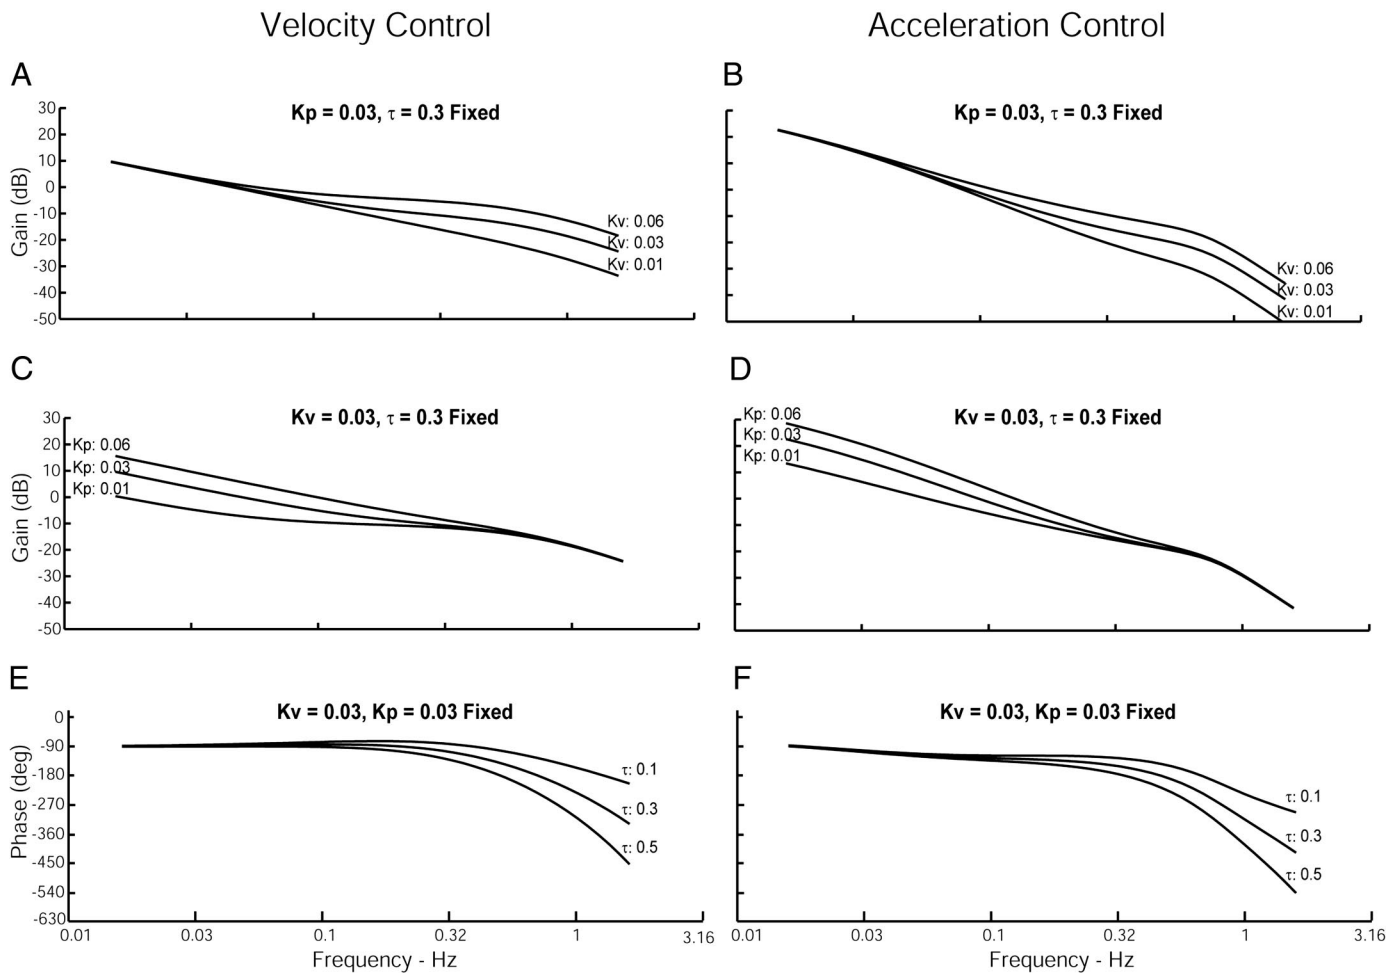 Velocity Control
Acceleration Control
A
B
Kp = 0.03, τ = 0.3 Fixed
Kp = 0.03, τ = 0.3 Fixed
Gain (dB)
30
20
10
0
-10
-20
-30
-40
-50
Kv: 0.06
Kv: 0.03
Kv: 0.01
Kv: 0.06
Kv: 0.03
Kv: 0.01
C
D
Kv = 0.03, τ = 0.3 Fixed
Kv = 0.03, τ = 0.3 Fixed
Gain (dB)
30
20
10
0
-10
-20
-30
-40
-50
Kp: 0.06
Kp: 0.03
Kp: 0.01
Kp: 0.06
Kp: 0.03
Kp: 0.01
E
F
Kv = 0.03, Kp = 0.03 Fixed
Kv = 0.03, Kp = 0.03 Fixed
Phase (deg)
0
-90
-180
-270
-360
-450
-540
-630
τ: 0.1
τ: 0.3
τ: 0.5
τ: 0.1
τ: 0.3
τ: 0.5
0.01 0.03 0.1 0.32 1 3.16
0.01 0.03 0.1 0.32 1 3.16
Frequency - Hz
Frequency - Hz